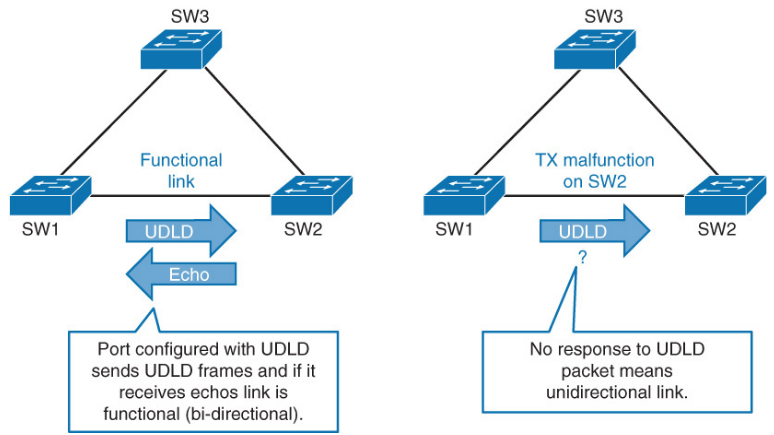 SW3
Functional
link
SW1
SW2
UDLD
Echo
Port configured with UDLD
sends UDLD frames and if it
receives echos link is
functional (bi-directional).
SW3
TX malfunction
on SW2
SW1
SW2
UDLD
?
No response to UDLD
packet means
unidirectional link.